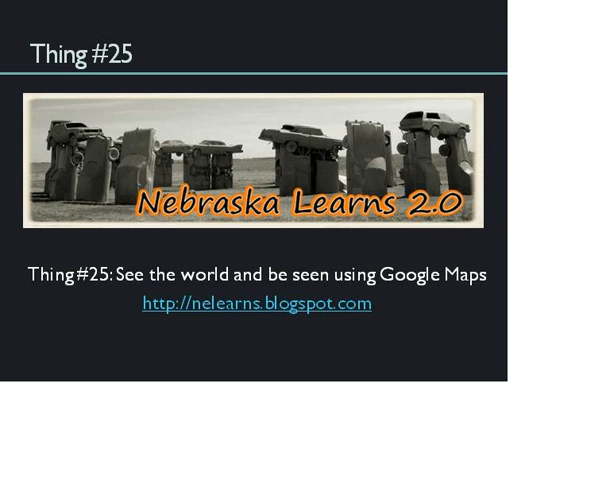 Thing #25
Nebraska Learns 2.0
Thing #25: See the world and be seen using Google Maps
http://nelearns.blogspot.com